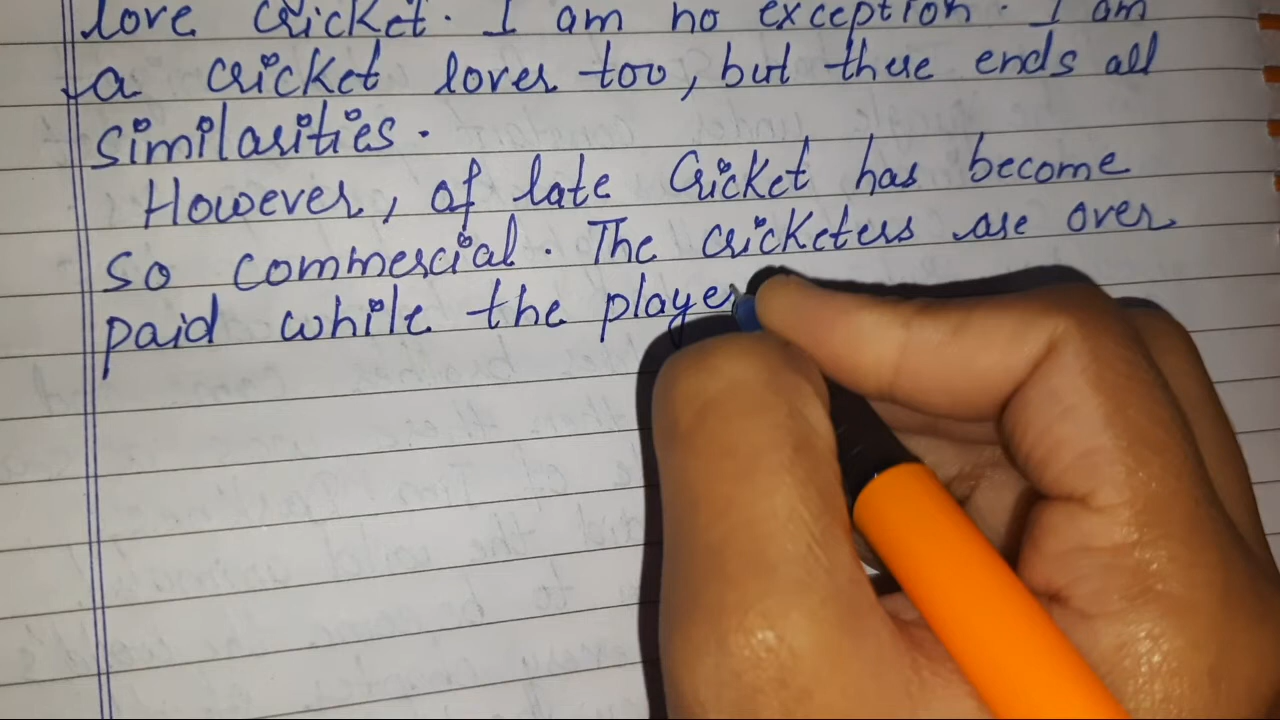 love cricket. I am no exception. I am
a cricket lover too, but there ends all
similarities.
However, of late Cricket has become
so commercial. The cricketers are over
paid while the player